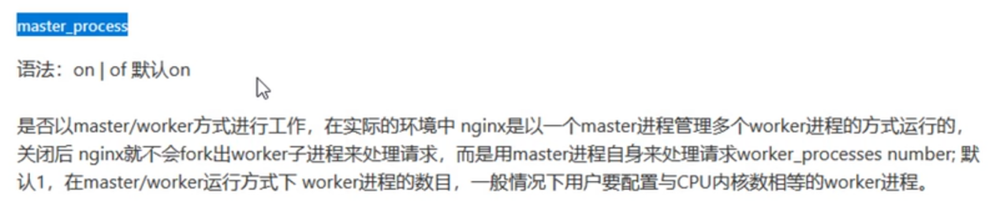 master_process
语法：on | of 默认on
是否以master/worker方式进行工作，在实际的环境中 nginx是以一个master进程管理多个worker进程的方式运行的，
关闭后 nginx就不会fork出worker子进程来处理请求，而是用master进程自身来处理请求worker_processes number; 默
认1，在master/worker运行方式下 worker进程的数目，一般情况下用户要配置与CPU内核数相等的worker进程。